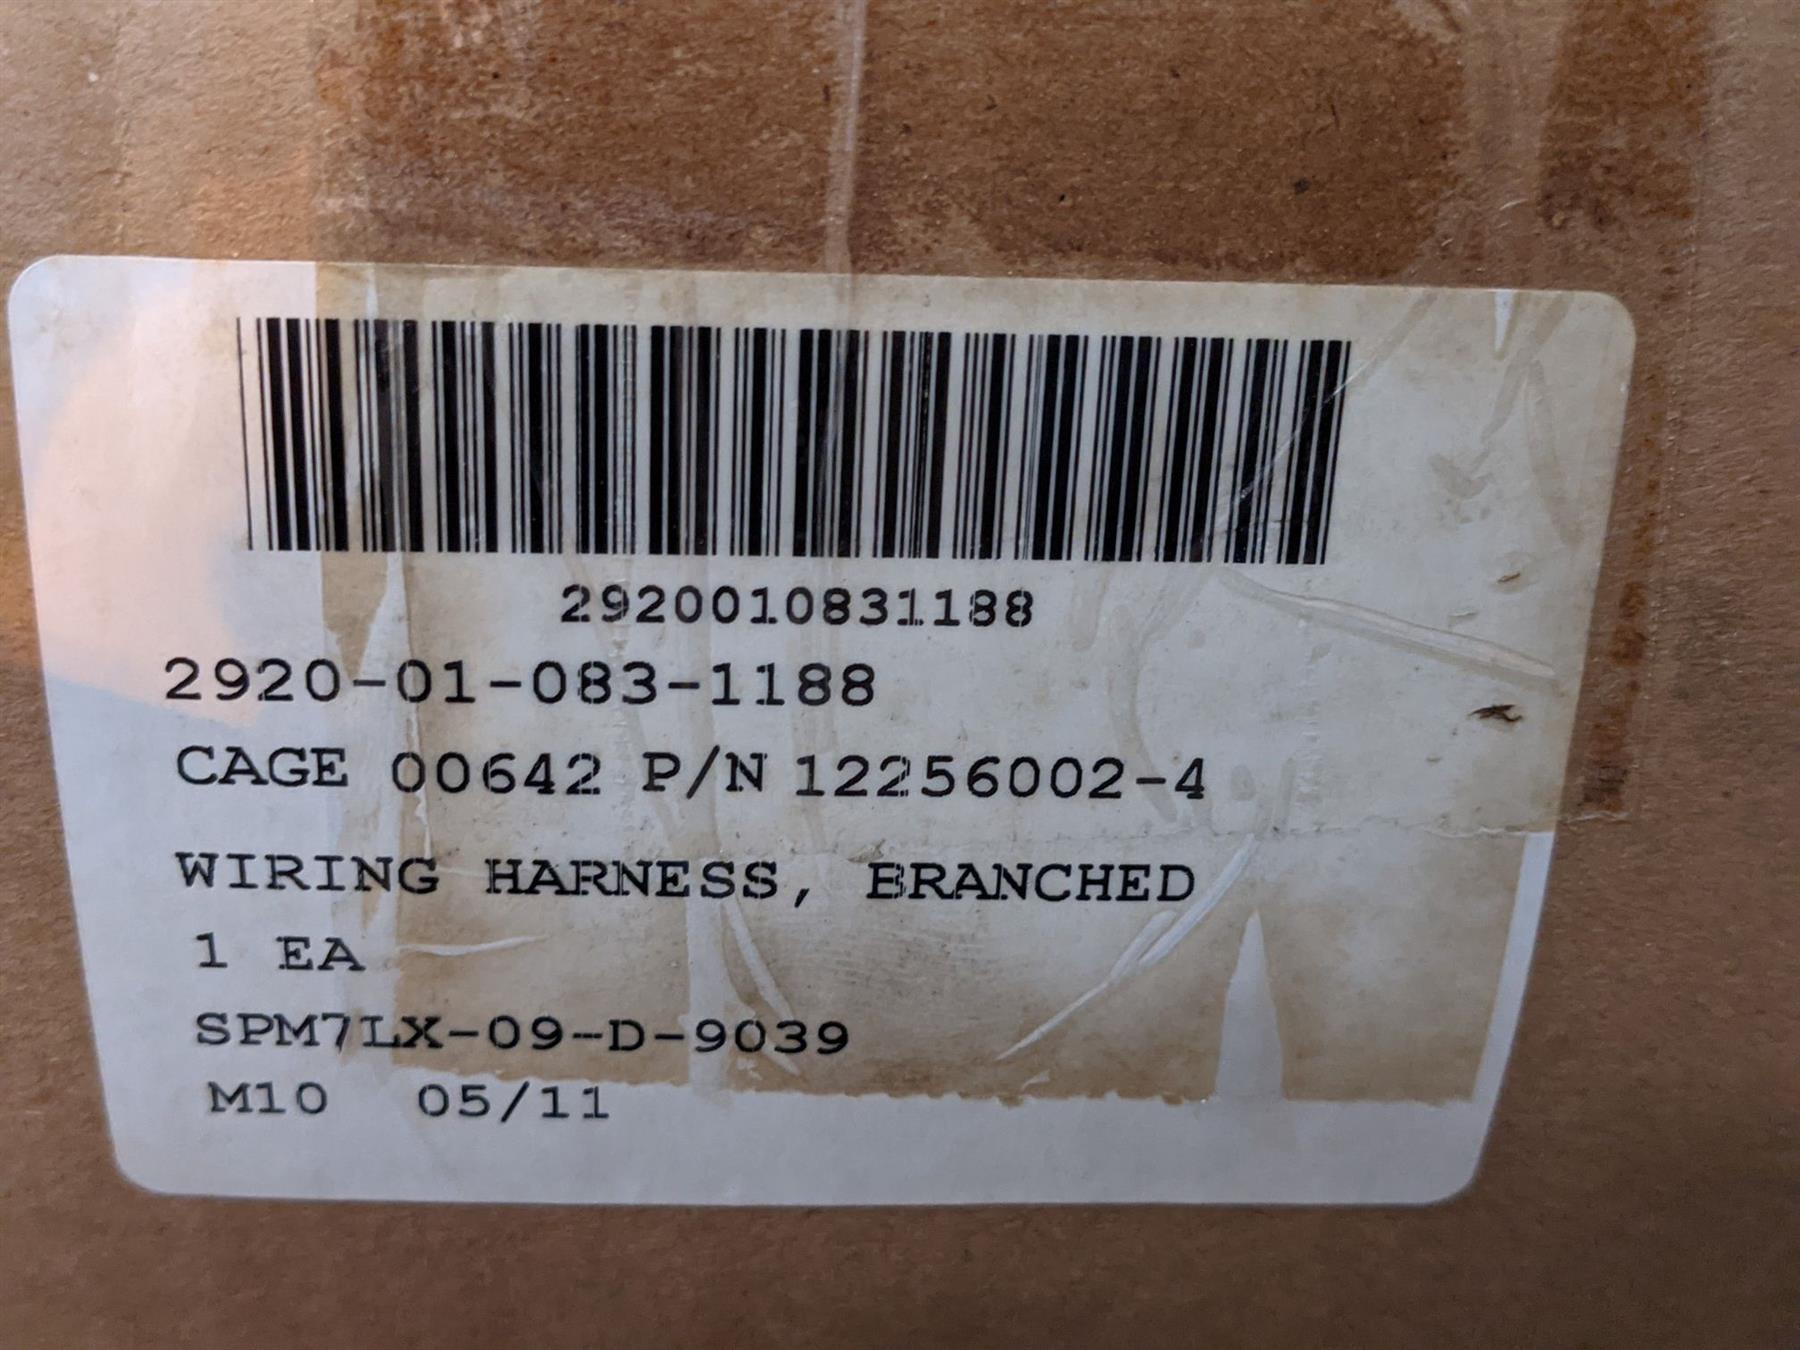 2920010831188
2920-01-083-1188
CAGE 00642 P/N 12256002-4
WIRING HARNESS, BRANCHED
1 EA
SPM7LX-09-D-9039
M10 05/11